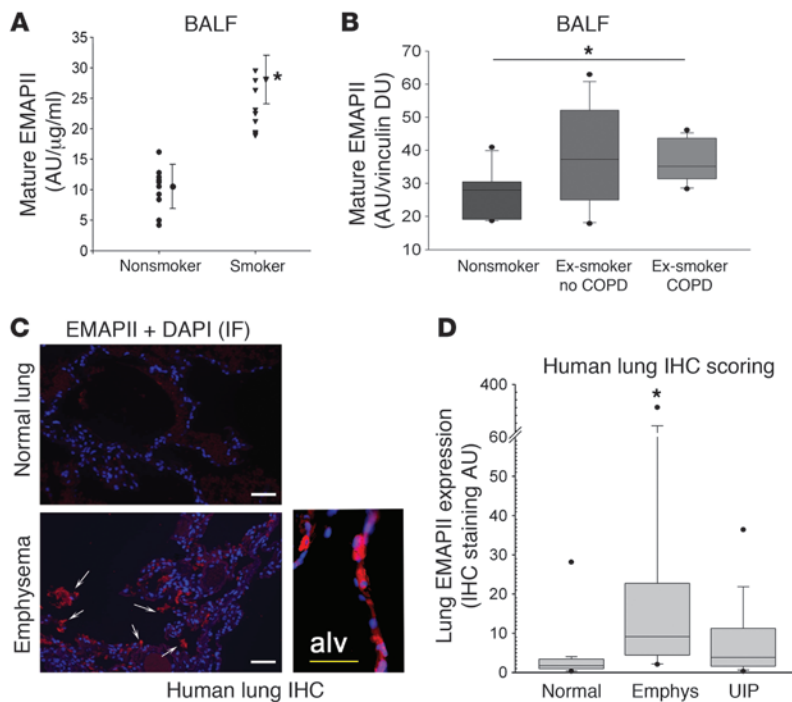 A
BALF
Mature EMAPII
(AU/μg/ml)
35
30
25
20
15
10
5
0
*
Nonsmoker
Smoker
B
BALF
Mature EMAPII
(AU/vinculin DU)
70
60
50
40
30
20
10
*
Nonsmoker
Ex-smoker
no COPD
Ex-smoker
COPD
C
EMAPII + DAPI (IF)
Normal lung
Emphysema
alv
Human lung IHC
D
Human lung IHC scoring
Lung EMAPII expression
(IHC staining AU)
400
60
50
40
30
20
10
0
*
Normal
Emphys
UIP